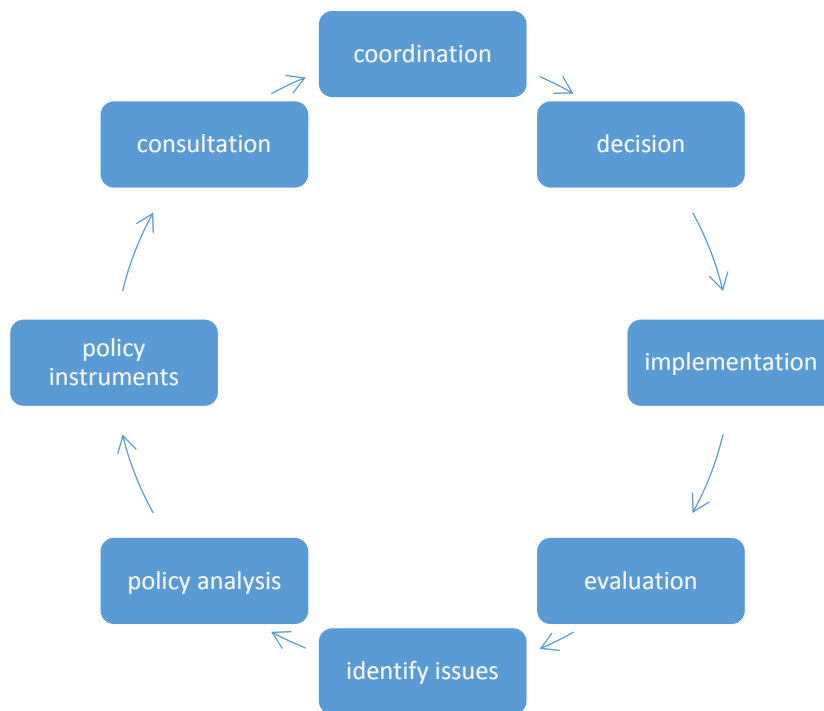 coordination
consultation
decision
policy
instruments
implementation
policy analysis
evaluation
identify issues